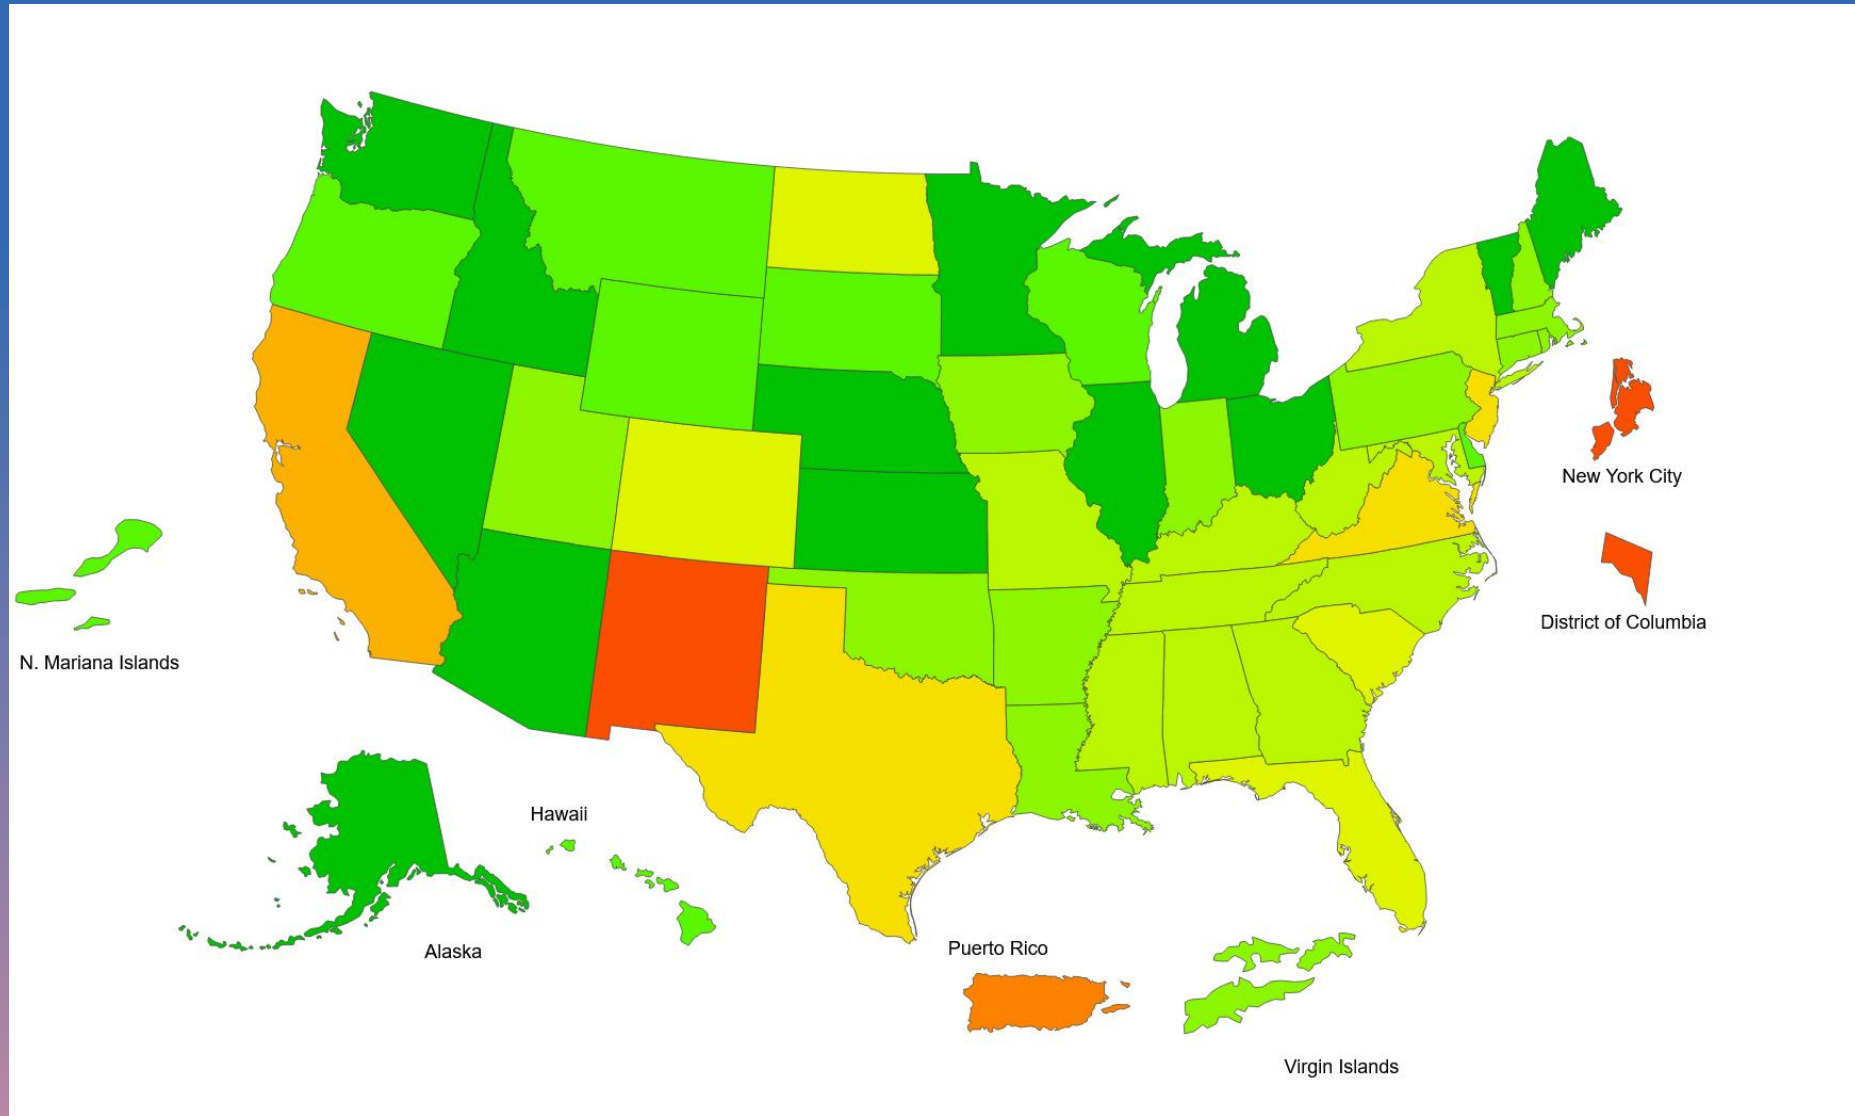 New York City
District of Columbia
N. Mariana Islands
Hawaii
Alaska
Puerto Rico
Virgin Islands